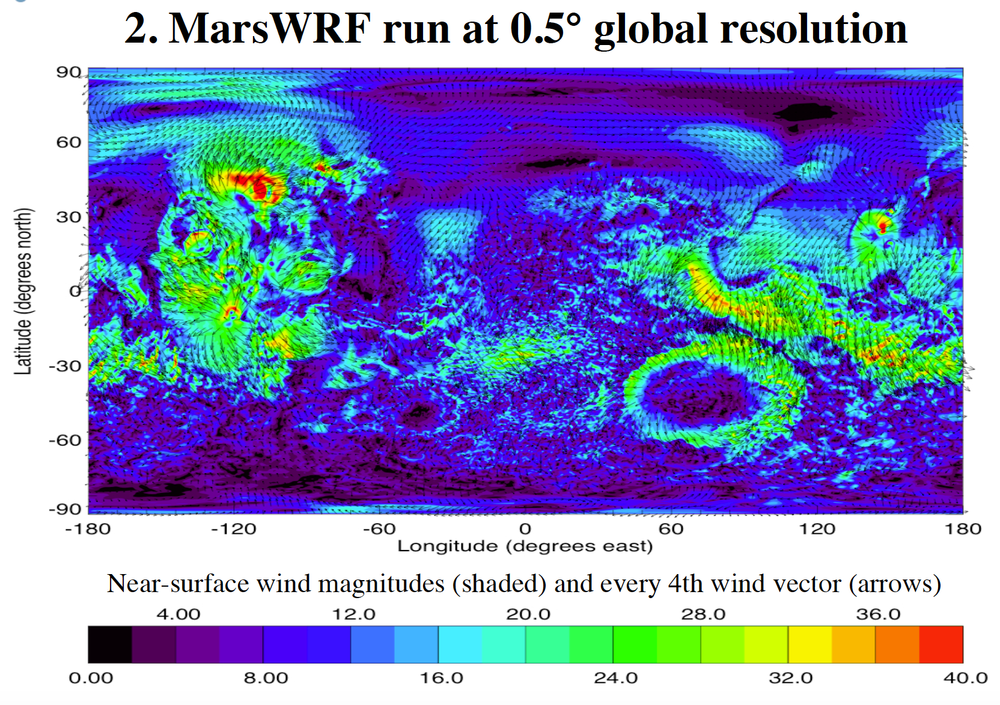 2. MarsWRF run at 0.5° global resolution
90
60
30
0
-30
-60
-90
Latitude (degrees north)
-180 -120 -60 0 60 120 180
Longitude (degrees east)
Near-surface wind magnitudes (shaded) and every 4th wind vector (arrows)
4.00 12.0 20.0 28.0 36.0
0.00 8.00 16.0 24.0 32.0 40.0